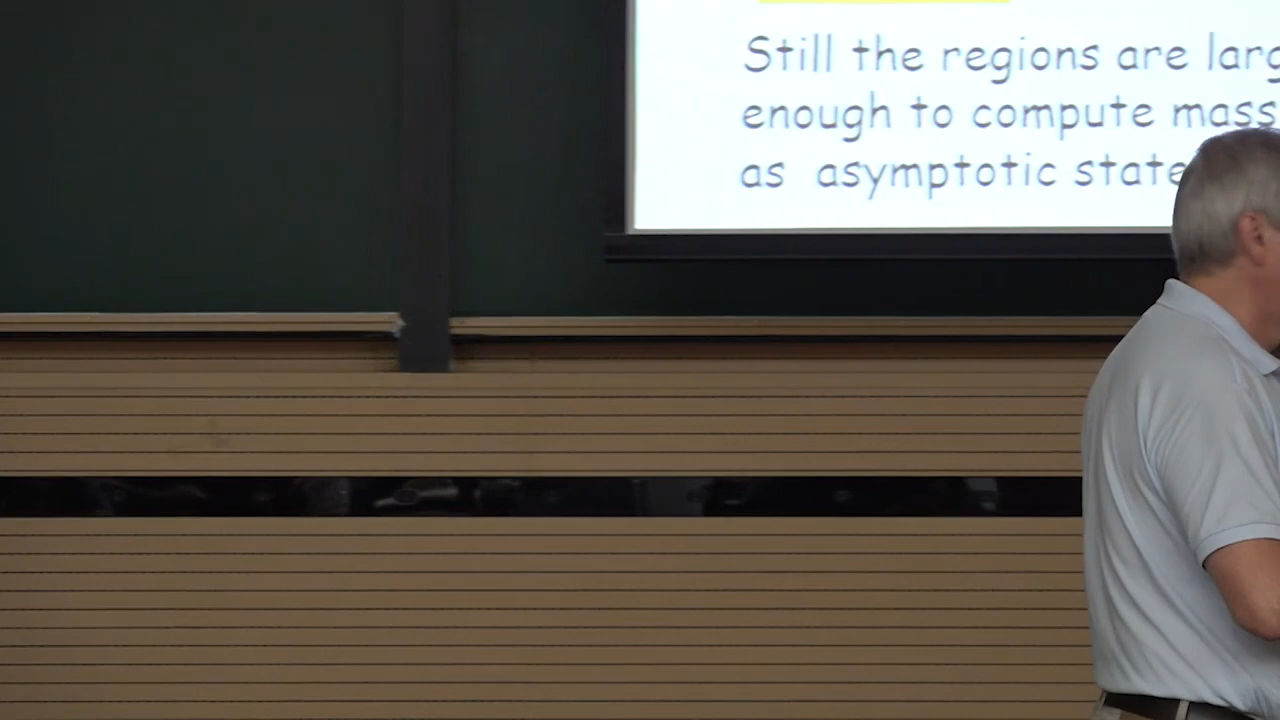 Still the regions are
enough to compute
as asymptotic